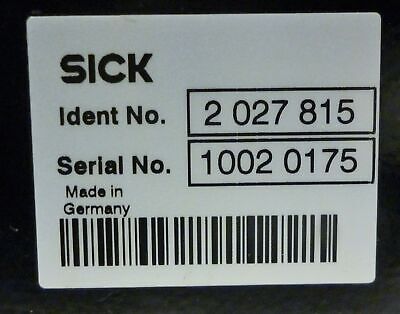 SICK
Ident No. 2 027 815
Serial No. 1002 0175
Made in
Germany